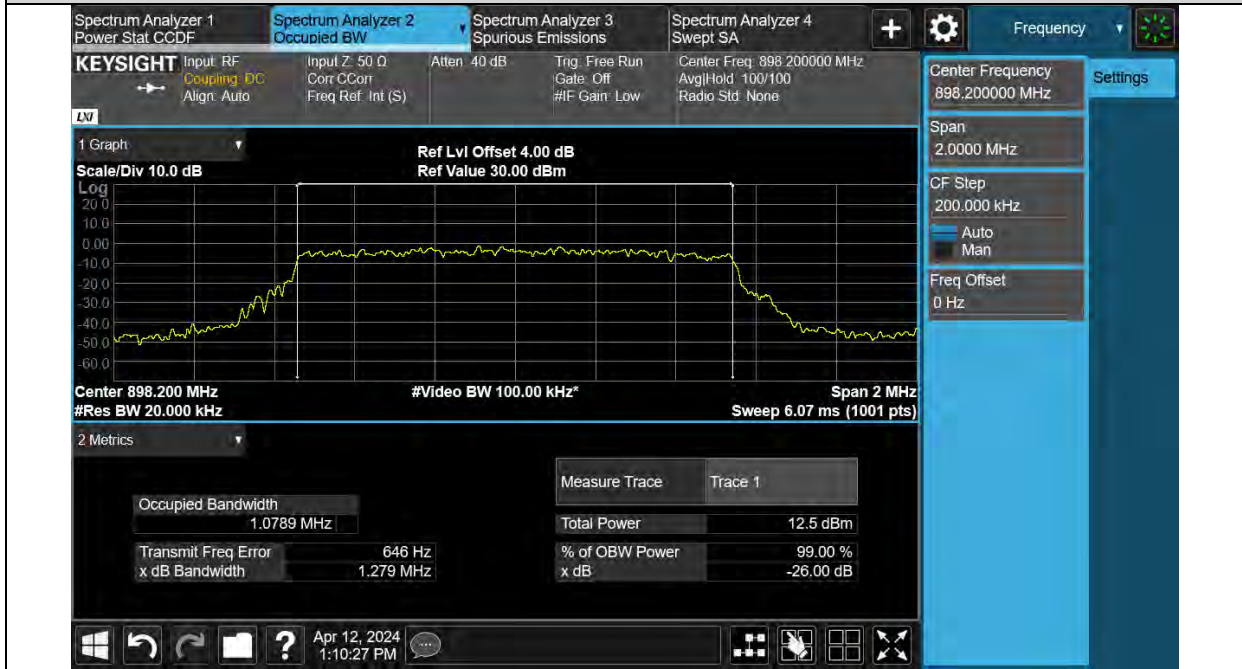 Spectrum Analyzer 1
Power Stat CCDF
Spectrum Analyzer 2
Occupied BW
Spectrum Analyzer 3
Spurious Emissions
Spectrum Analyzer 4
Swept SA
+
Frequency
KEYSIGHT
Input: RF
Coupling: DC
Align: Auto
Input Z: 50 Ω
Corr CCorr
Freq Ref: Int (S)
Atten: 40 dB
Trig: Free Run
Gate: Off
#IF Gain: Low
Center Freq: 898.200000 MHz
Avg|Hold: 100/100
Radio Std: None
LXI
Center Frequency
898.200000 MHz
Settings
Span
2.0000 MHz
CF Step
200.000 kHz
Auto
Man
Freq Offset
0 Hz
1 Graph
Scale/Div 10.0 dB
Ref Lvl Offset 4.00 dB
Ref Value 30.00 dBm
Log
20.0
10.0
0.00
-10.0
-20.0
-30.0
-40.0
-50.0
-60.0
Center 898.200 MHz
#Video BW 100.00 kHz*
Span 2 MHz
#Res BW 20.000 kHz
Sweep 6.07 ms (1001 pts)
2 Metrics
Measure Trace Trace 1
Occupied Bandwidth
1.0789 MHz
Total Power 12.5 dBm
Transmit Freq Error 646 Hz
% of OBW Power 99.00 %
x dB Bandwidth 1.279 MHz
x dB -26.00 dB
?
Apr 12, 2024
1:10:27 PM